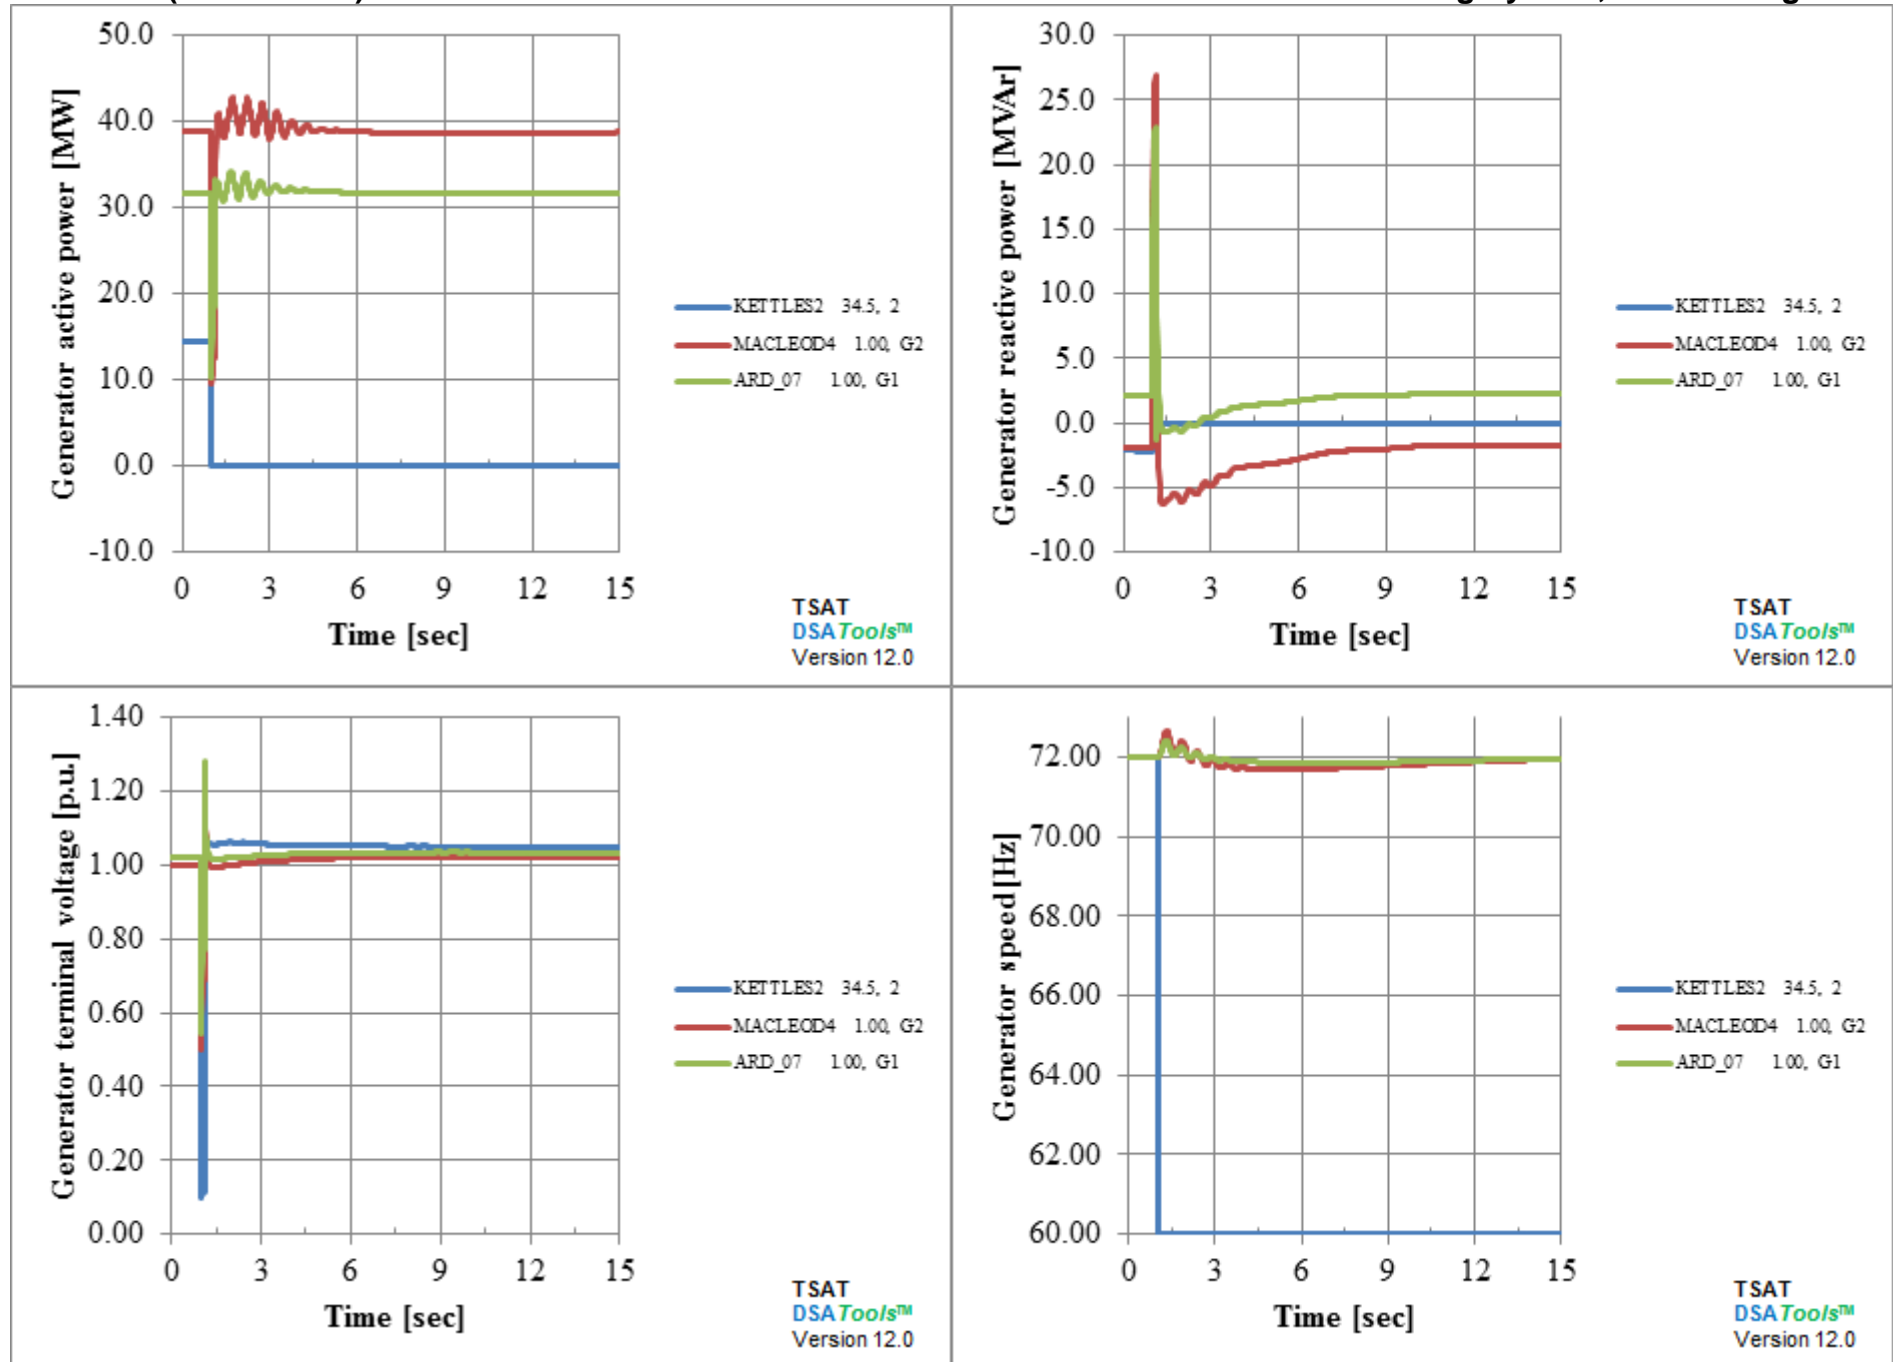 50.0
40.0
30.0
20.0
10.0
0.0
-10.0
0 3 6 9 12 15
Generator active power [MW]
Time [sec]
KETTLES2 34.5, 2
MACLEOD4 1.00, G2
ARD_07 1.00, G1
TSAT
DSATools™
Version 12.0
30.0
25.0
20.0
15.0
10.0
5.0
0.0
-5.0
-10.0
0 3 6 9 12 15
Generator reactive power [MVAr]
Time [sec]
KETTLES2 34.5, 2
MACLEOD4 1.00, G2
ARD_07 1.00, G1
TSAT
DSATools™
Version 12.0
1.40
1.20
1.00
0.80
0.60
0.40
0.20
0.00
0 3 6 9 12 15
Generator terminal voltage [p.u.]
Time [sec]
KETTLES2 34.5, 2
MACLEOD4 1.00, G2
ARD_07 1.00, G1
TSAT
DSATools™
Version 12.0
72.00
70.00
68.00
66.00
64.00
62.00
60.00
0 3 6 9 12 15
Generator speed[Hz]
Time [sec]
KETTLES2 34.5, 2
MACLEOD4 1.00, G2
ARD_07 1.00, G1
TSAT
DSATools™
Version 12.0